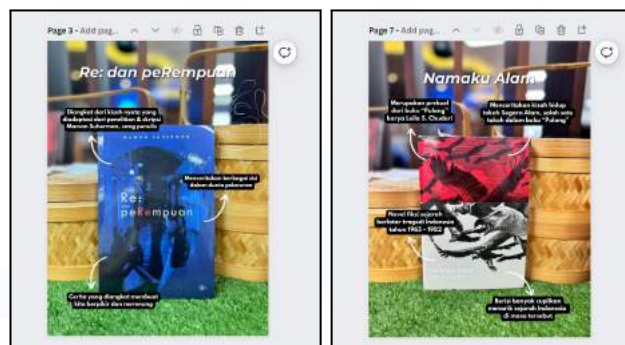 Page 3 - Add pag...
Re: dan peRempuan
Diangkat dari kisah nyata yang
diadaptasi dari penelitian & skripsi
Maman Suherman, sang penulis
MAMAN SUHERMAN
Menceritakan berbagai sisi
dalam dunia pelacuran
Re:
peRempuan
Cerita yang diangkat membuat
kita berpikir dan merenung
Page 7 - Add pag...
Namaku Alam
Merupakan prekuel
dari buku "Pulang"
karya Leila S. Chudori
Menceritakan kisah hidup
tokoh Segara Alam, salah satu
tokoh dalam buku "Pulang"
Novel fiksi sejarah
berlatar tragedi Indonesia
tahun 1965 - 1982
Berisi banyak cuplikan
menarik sejarah Indonesia
di masa tersebut